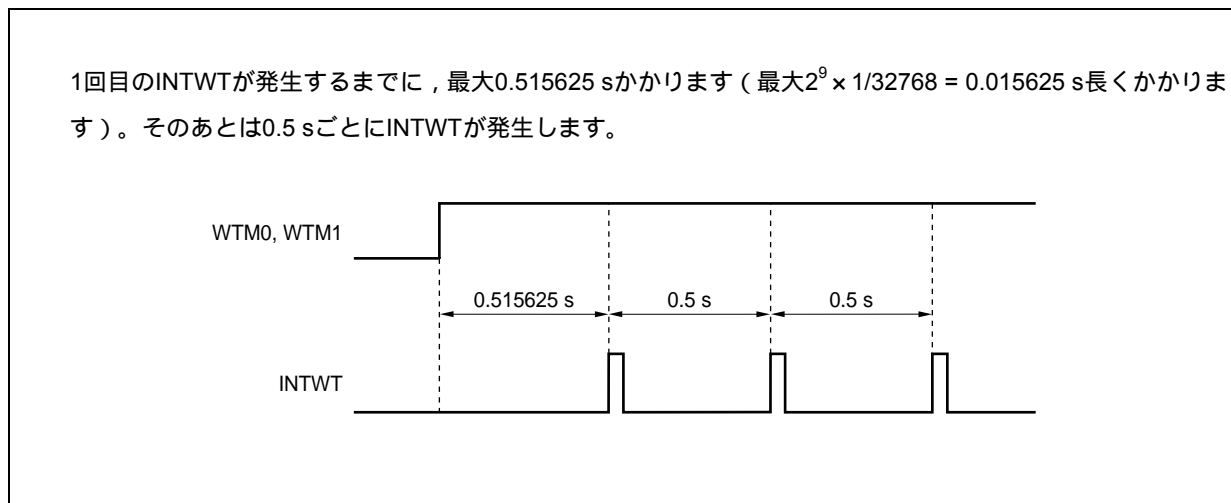 1回目のINTWTが発生するまでに，最大0.515625 sかかります（最大2⁹ × 1/32768 = 0.015625 s長くかかりま
す）。そのあとは0.5 sごとにINTWTが発生します。
WTM0, WTM1
0.515625 s 0.5 s 0.5 s
INTWT